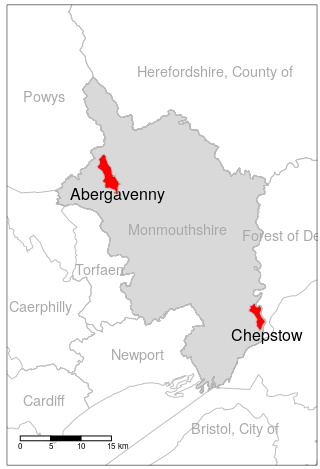 Herefordshire, County of
Powys
Abergavenny
Monmouthshire
Forest of De
Torfaen
Caerphilly
Chepstow
Newport
Cardiff
Bristol, City of
0 5 10 15 km